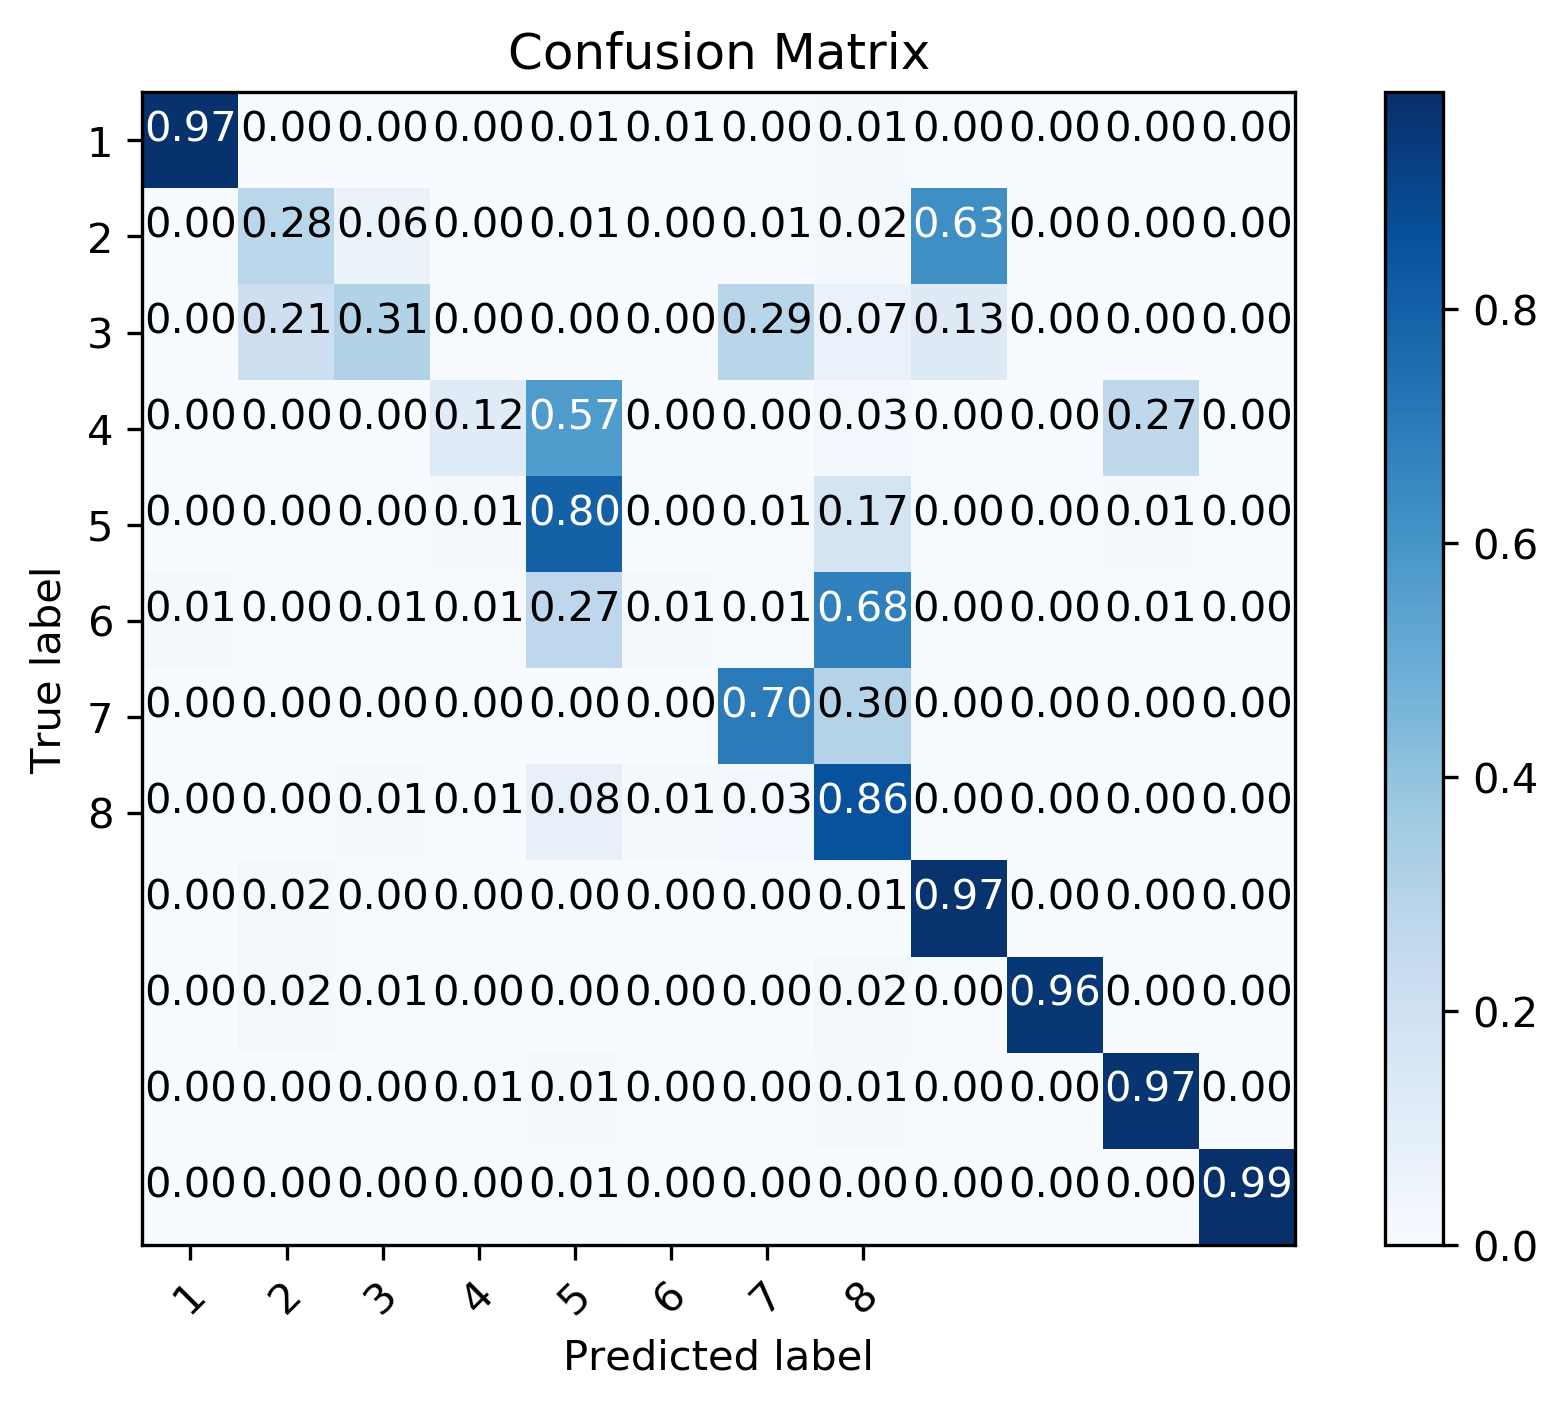 Confusion Matrix
1 0.97 0.00 0.00 0.00 0.01 0.01 0.00 0.01 0.00 0.00 0.00 0.00
2 0.00 0.28 0.06 0.00 0.01 0.00 0.01 0.02 0.63 0.00 0.00 0.00
3 0.00 0.21 0.31 0.00 0.00 0.00 0.29 0.07 0.13 0.00 0.00 0.00
4 0.00 0.00 0.00 0.12 0.57 0.00 0.00 0.03 0.00 0.00 0.27 0.00
5 0.00 0.00 0.00 0.01 0.80 0.00 0.01 0.17 0.00 0.00 0.01 0.00
6 0.01 0.00 0.01 0.01 0.27 0.01 0.01 0.68 0.00 0.00 0.01 0.00
7 0.00 0.00 0.00 0.00 0.00 0.00 0.70 0.30 0.00 0.00 0.00 0.00
8 0.00 0.00 0.01 0.01 0.08 0.01 0.03 0.86 0.00 0.00 0.00 0.00
0.00 0.02 0.00 0.00 0.00 0.00 0.00 0.01 0.97 0.00 0.00 0.00
0.00 0.02 0.01 0.00 0.00 0.00 0.00 0.02 0.00 0.96 0.00 0.00
0.00 0.00 0.00 0.01 0.01 0.00 0.00 0.01 0.00 0.00 0.97 0.00
0.00 0.00 0.00 0.00 0.01 0.00 0.00 0.00 0.00 0.00 0.00 0.99
True label
1 2 3 4 5 6 7 8
Predicted label
0.8
0.6
0.4
0.2
0.0